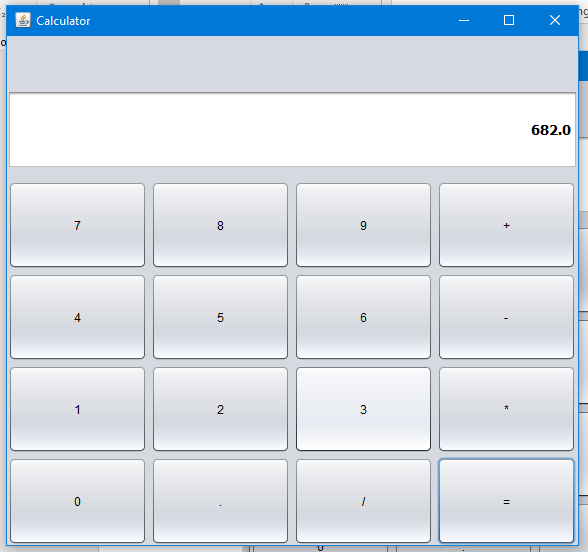 Calculator
682.0
7 8 9 +
4 5 6 -
1 2 3 *
0 . / =